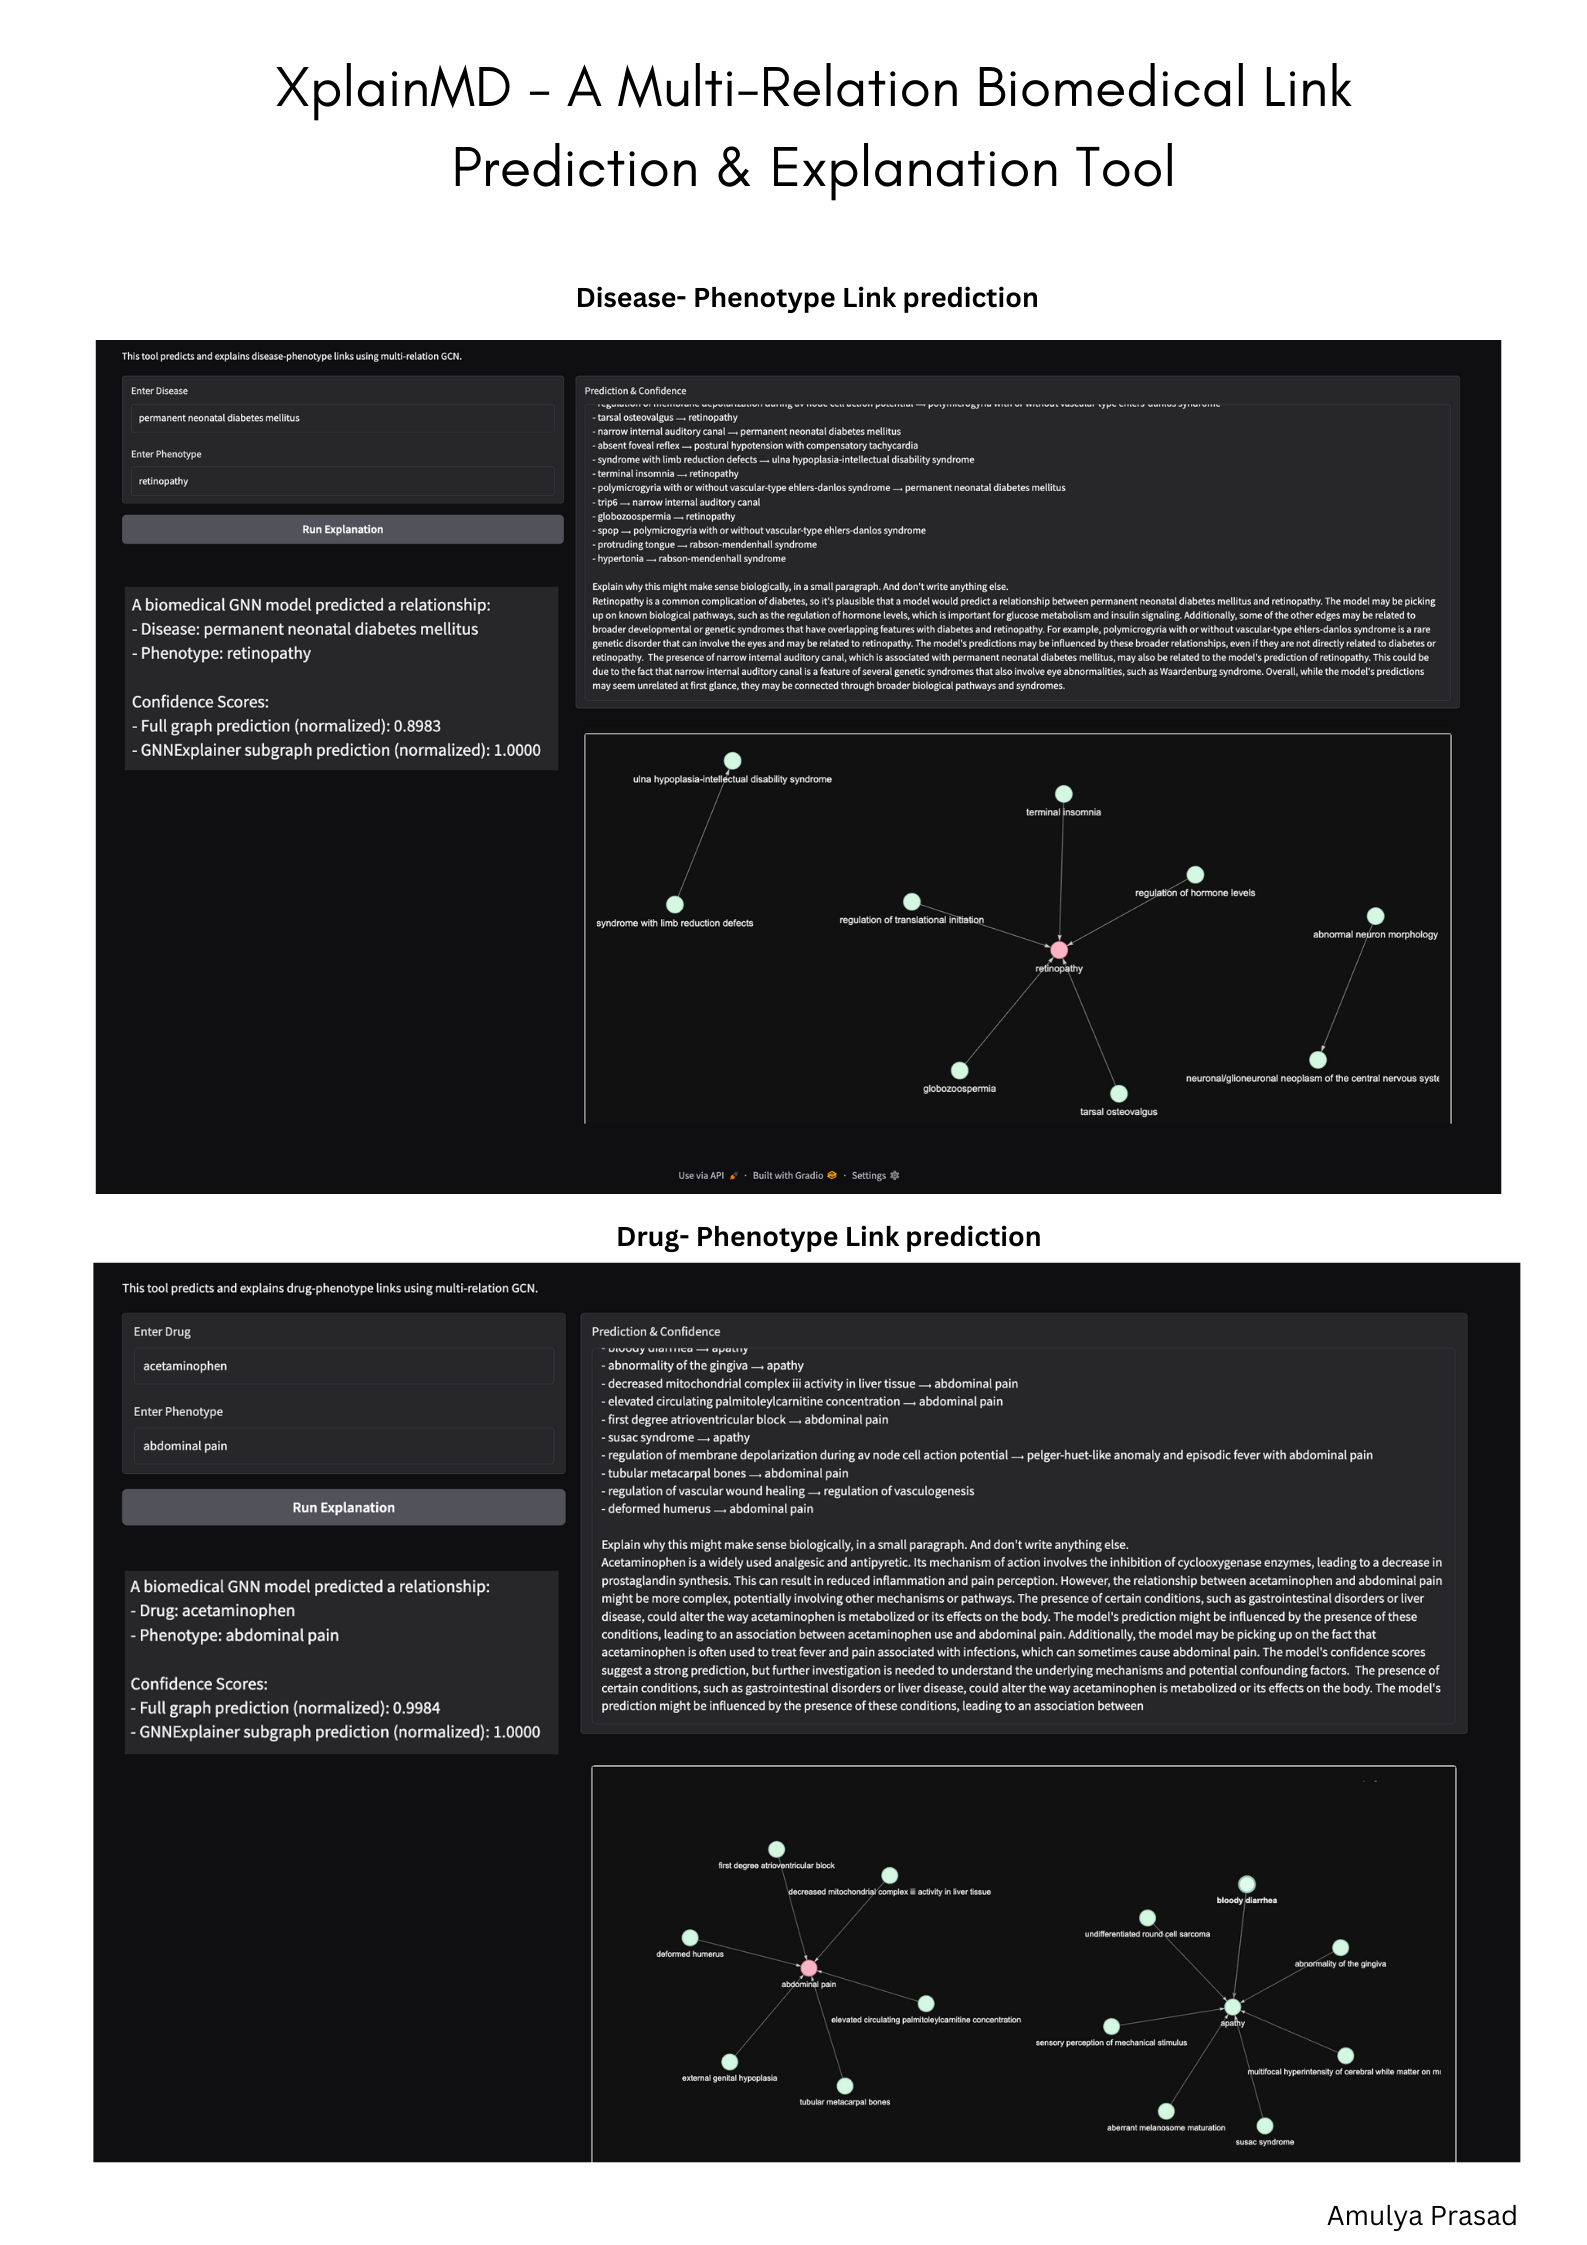 XplainMD - A Multi-Relation Biomedical Link
Prediction & Explanation Tool
Disease- Phenotype Link prediction
This tool predicts and explains disease-phenotype links using multi-relation GCN.
Enter Disease
permanent neonatal diabetes mellitus
Enter Phenotype
retinopathy
Run Explanation
A biomedical GNN model predicted a relationship:
- Disease: permanent neonatal diabetes mellitus
- Phenotype: retinopathy
Confidence Scores:
- Full graph prediction (normalized): 0.8983
- GNNExplainer subgraph prediction (normalized): 1.0000
Prediction & Confidence
- regulation of membrane depolarization during av node cell action potential → polymicrogyria with or without vascular-type ehlers-danlos syndrome
- tarsal osteovalgus → retinopathy
- narrow internal auditory canal → permanent neonatal diabetes mellitus
- absent foveal reflex → postural hypotension with compensatory tachycardia
- syndrome with limb reduction defects → ulna hypoplasia-intellectual disability syndrome
- terminal insomnia → retinopathy
- polymicrogyria with or without vascular-type ehlers-danlos syndrome → permanent neonatal diabetes mellitus
- trip6 → narrow internal auditory canal
- globozoospermia → retinopathy
- spop → polymicrogyria with or without vascular-type ehlers-danlos syndrome
- protruding tongue → rabson-mendenhall syndrome
- hypertonia → rabson-mendenhall syndrome
Explain why this might make sense biologically, in a small paragraph. And don't write anything else.
Retinopathy is a common complication of diabetes, so it's plausible that a model would predict a relationship between permanent neonatal diabetes mellitus and retinopathy. The model may be picking
up on known biological pathways, such as the regulation of hormone levels, which is important for glucose metabolism and insulin signaling. Additionally, some of the other edges may be related to
broader developmental or genetic syndromes that have overlapping features with diabetes and retinopathy. For example, polymicrogyria with or without vascular-type ehlers-danlos syndrome is a rare
genetic disorder that can involve the eyes and may be related to retinopathy. The model's predictions may be influenced by these broader relationships, even if they are not directly related to diabetes or
retinopathy.  The presence of narrow internal auditory canal, which is associated with permanent neonatal diabetes mellitus, may also be related to the model's prediction of retinopathy. This could be
due to the fact that narrow internal auditory canal is a feature of several genetic syndromes that also involve eye abnormalities, such as Waardenburg syndrome. Overall, while the model's predictions
may seem unrelated at first glance, they may be connected through broader biological pathways and syndromes.
ulna hypoplasia-intellectual disability syndrome
terminal insomnia
regulation of hormone levels
regulation of translational initiation
syndrome with limb reduction defects
abnormal neuron morphology
retinopathy
neuronal/glioneuronal neoplasm of the central nervous syste
globozoospermia
tarsal osteovalgus
Use via API · Built with Gradio · Settings
Drug- Phenotype Link prediction
This tool predicts and explains drug-phenotype links using multi-relation GCN.
Enter Drug
acetaminophen
Enter Phenotype
abdominal pain
Run Explanation
A biomedical GNN model predicted a relationship:
- Drug: acetaminophen
- Phenotype: abdominal pain
Confidence Scores:
- Full graph prediction (normalized): 0.9984
- GNNExplainer subgraph prediction (normalized): 1.0000
Prediction & Confidence
- bloody diarrhea → apathy
- abnormality of the gingiva → apathy
- decreased mitochondrial complex iii activity in liver tissue → abdominal pain
- elevated circulating palmitoleylcarnitine concentration → abdominal pain
- first degree atrioventricular block → abdominal pain
- susac syndrome → apathy
- regulation of membrane depolarization during av node cell action potential → pelger-huet-like anomaly and episodic fever with abdominal pain
- tubular metacarpal bones → abdominal pain
- regulation of vascular wound healing → regulation of vasculogenesis
- deformed humerus → abdominal pain
Explain why this might make sense biologically, in a small paragraph. And don't write anything else.
Acetaminophen is a widely used analgesic and antipyretic. Its mechanism of action involves the inhibition of cyclooxygenase enzymes, leading to a decrease in
prostaglandin synthesis. This can result in reduced inflammation and pain perception. However, the relationship between acetaminophen and abdominal pain
might be more complex, potentially involving other mechanisms or pathways. The presence of certain conditions, such as gastrointestinal disorders or liver
disease, could alter the way acetaminophen is metabolized or its effects on the body. The model's prediction might be influenced by the presence of these
conditions, leading to an association between acetaminophen use and abdominal pain. Additionally, the model may be picking up on the fact that
acetaminophen is often used to treat fever and pain associated with infections, which can sometimes cause abdominal pain. The model's confidence scores
suggest a strong prediction, but further investigation is needed to understand the underlying mechanisms and potential confounding factors.  The presence of
certain conditions, such as gastrointestinal disorders or liver disease, could alter the way acetaminophen is metabolized or its effects on the body. The model's
prediction might be influenced by the presence of these conditions, leading to an association between
first degree atrioventricular block
decreased mitochondrial complex iii activity in liver tissue
bloody diarrhea
undifferentiated round cell sarcoma
deformed humerus
abnormality of the gingiva
abdominal pain
elevated circulating palmitoleylcarnitine concentration
apathy
sensory perception of mechanical stimulus
external genital hypoplasia
multifocal hyperintensity of cerebral white matter on m
tubular metacarpal bones
aberrant melanosome maturation
susac syndrome
Amulya Prasad